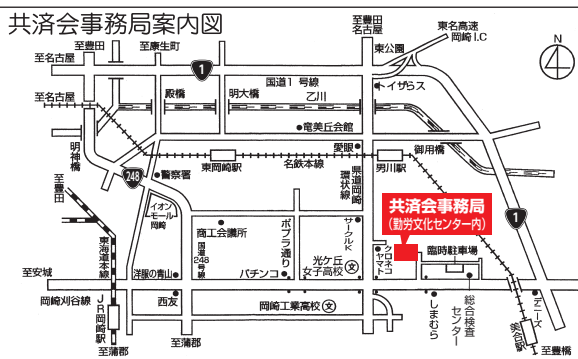 共済会事務局案内図
至豊田
至康生町
至豊田
名古屋
東名高速
岡崎I.C
東公園
N
至名古屋
1
国道1号線
トイザらス
至名古屋
殿橋
明大橋
乙川
竜美丘会館
明神橋
愛眼
御用橋
東岡崎駅
名鉄本線
男川駅
248
警察署
県道岡崎
環状線
至豊田
イオン
モール
岡崎
共済会事務局
(勤労文化センター内)
1
商工会議所
ポプラ通り
サークルK
東海道本線
国道248号線
光ケ丘
女子高校
文
クロネコ
ヤマト
臨時駐車場
至安城
洋服の青山
パチンコ
岡崎刈谷線
JR岡崎駅
西友
岡崎工業高校
文
しまむら
総合検査
センター
デニーズ
美合駅
至蒲郡
至蒲郡
至豊橋